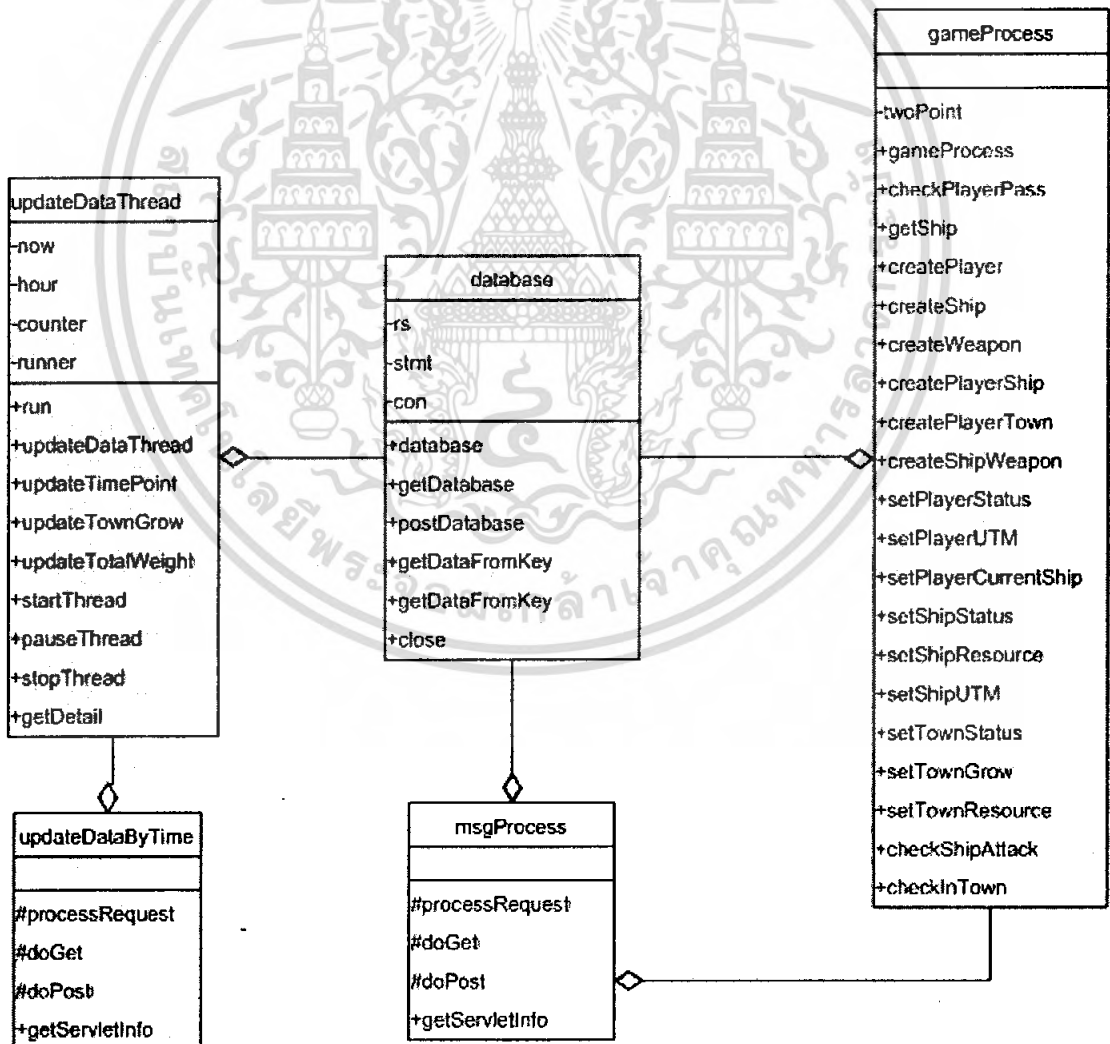 updateDataThread
-now
-hour
-counter
-runner
+run
+updateDataThread
+updateTimePoint
+updateTownGrow
+updateTotalWeight
+startThread
+pauseThread
+stopThread
+getDetail
updateDataByTime
#processRequest
#doGet
#doPost
+getServletInfo
database
-rs
-stmt
-con
+database
+getDatabase
+postDatabase
+getDataFromKey
+getDataFromKey
+close
msgProcess
#processRequest
#doGet
#doPost
+getServletInfo
gameProcess
-twoPoint
+gameProcess
+checkPlayerPass
+getShip
+createPlayer
+createShip
+createWeapon
+createPlayerShip
+createPlayerTown
+createShipWeapon
+setPlayerStatus
+setPlayerUTM
+setPlayerCurrentShip
+setShipStatus
+setShipResource
+setShipUTM
+setTownStatus
+setTownGrow
+setTownResource
+checkShipAttack
+checkInTown